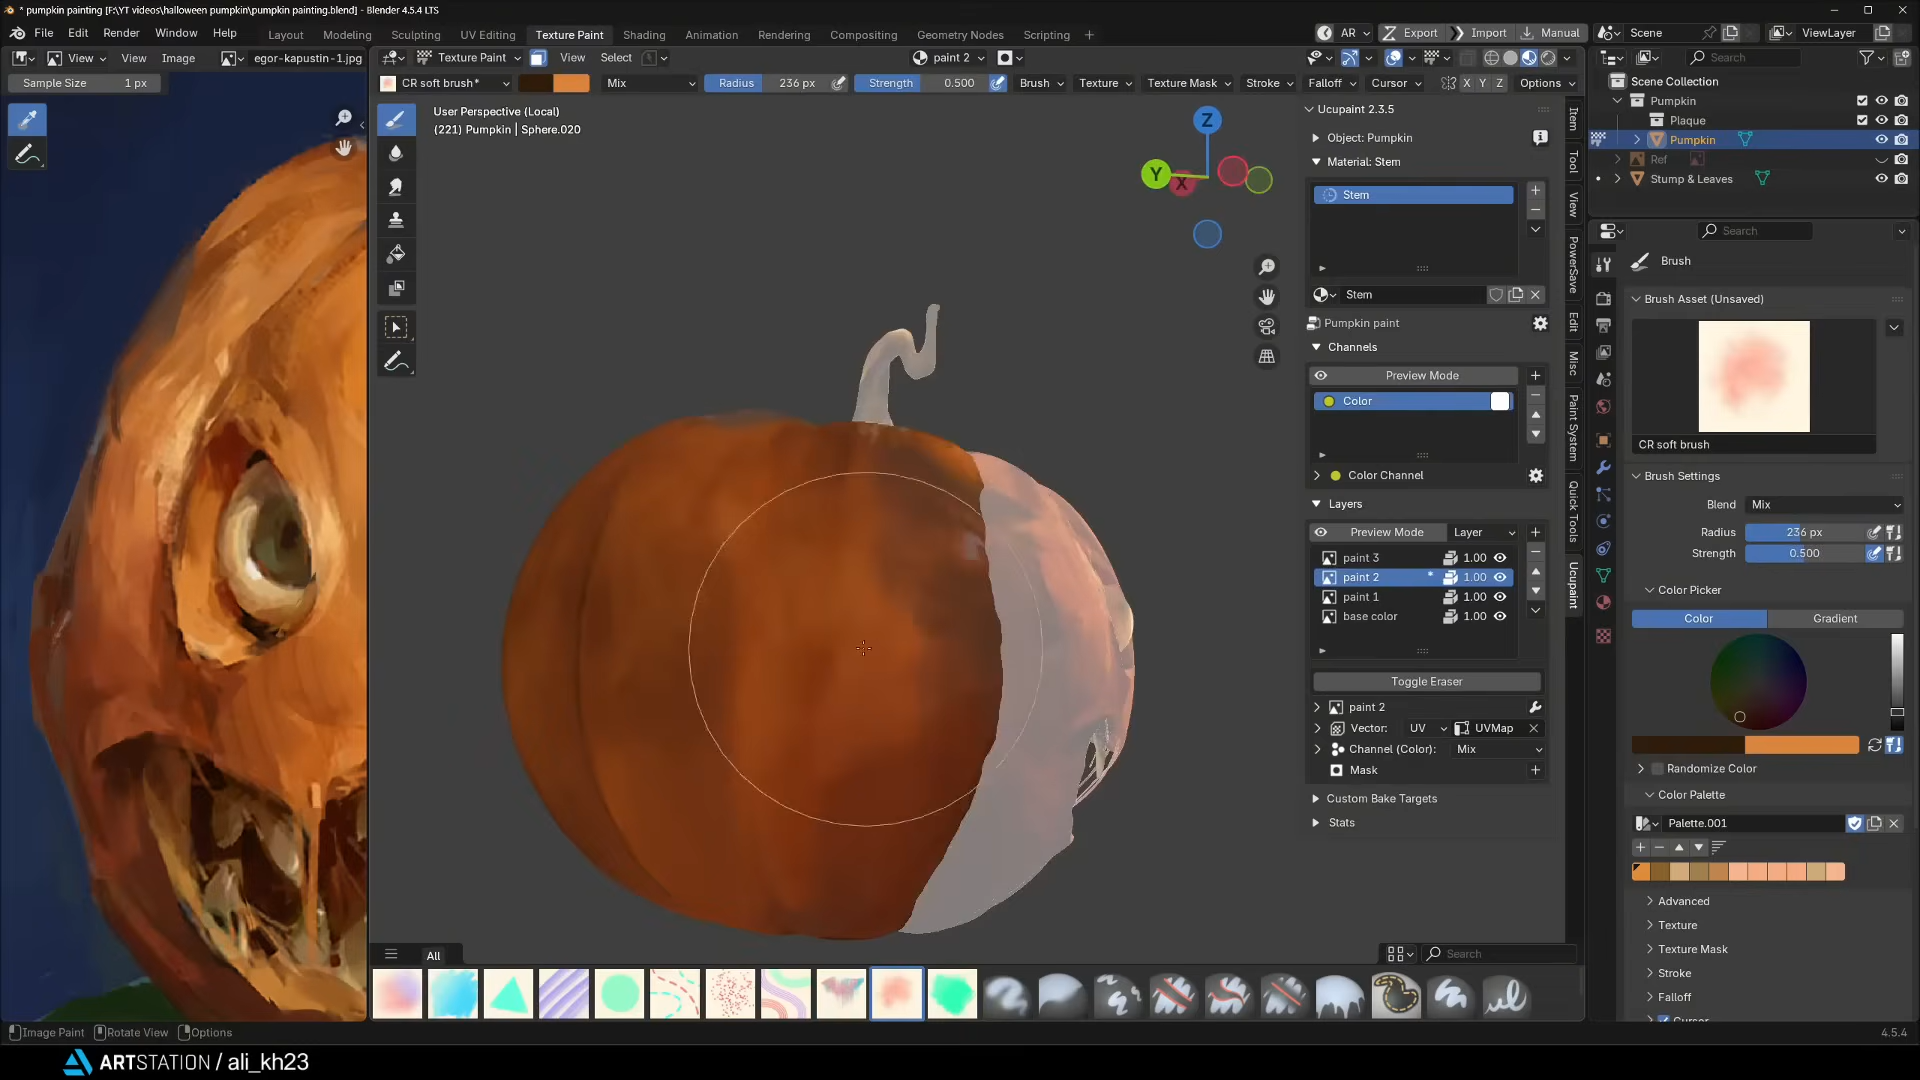 * pumpkin painting [F:\YT videos\halloween pumpkin\pumpkin painting.blend] - Blender 4.5.4 LTS
File Edit Render Window Help
Layout Modeling Sculpting UV Editing Texture Paint Shading Animation Rendering Compositing Geometry Nodes Scripting
AR Export Import Manual
Scene
ViewLayer
View View Image egor-kapustin-1.jpg
Texture Paint View Select
paint 2
Search
Sample Size 1 px
CR soft brush* Mix Radius 236 px Strength 0.500 Brush Texture Texture Mask Stroke Falloff Cursor X Y Z Options
Scene Collection
Pumpkin
Plaque
Pumpkin
Ref
Stump & Leaves
User Perspective (Local)
(221) Pumpkin | Sphere.020
Z
Y
X
Ucupaint 2.3.5
Object: Pumpkin
Material: Stem
Stem
Stem
Pumpkin paint
Channels
Preview Mode
Color
Color Channel
Layers
Preview Mode Layer
paint 3 1.00
paint 2 * 1.00
paint 1 1.00
base color 1.00
Toggle Eraser
paint 2
Vector: UV UVMap
Channel (Color): Mix
Mask
Custom Bake Targets
Stats
Item
Tool
View
PowerSave
Edit
Misc
Paint System
Quick Tools
Ucupaint
Search
Brush
Brush Asset (Unsaved)
CR soft brush
Brush Settings
Blend Mix
Radius 236 px
Strength 0.500
Color Picker
Color Gradient
Randomize Color
Color Palette
Palette.001
Advanced
Texture
Texture Mask
Stroke
Falloff
Cursor
All
Search
Image Paint Rotate View Options
4.5.4
ARTSTATION / ali_kh23